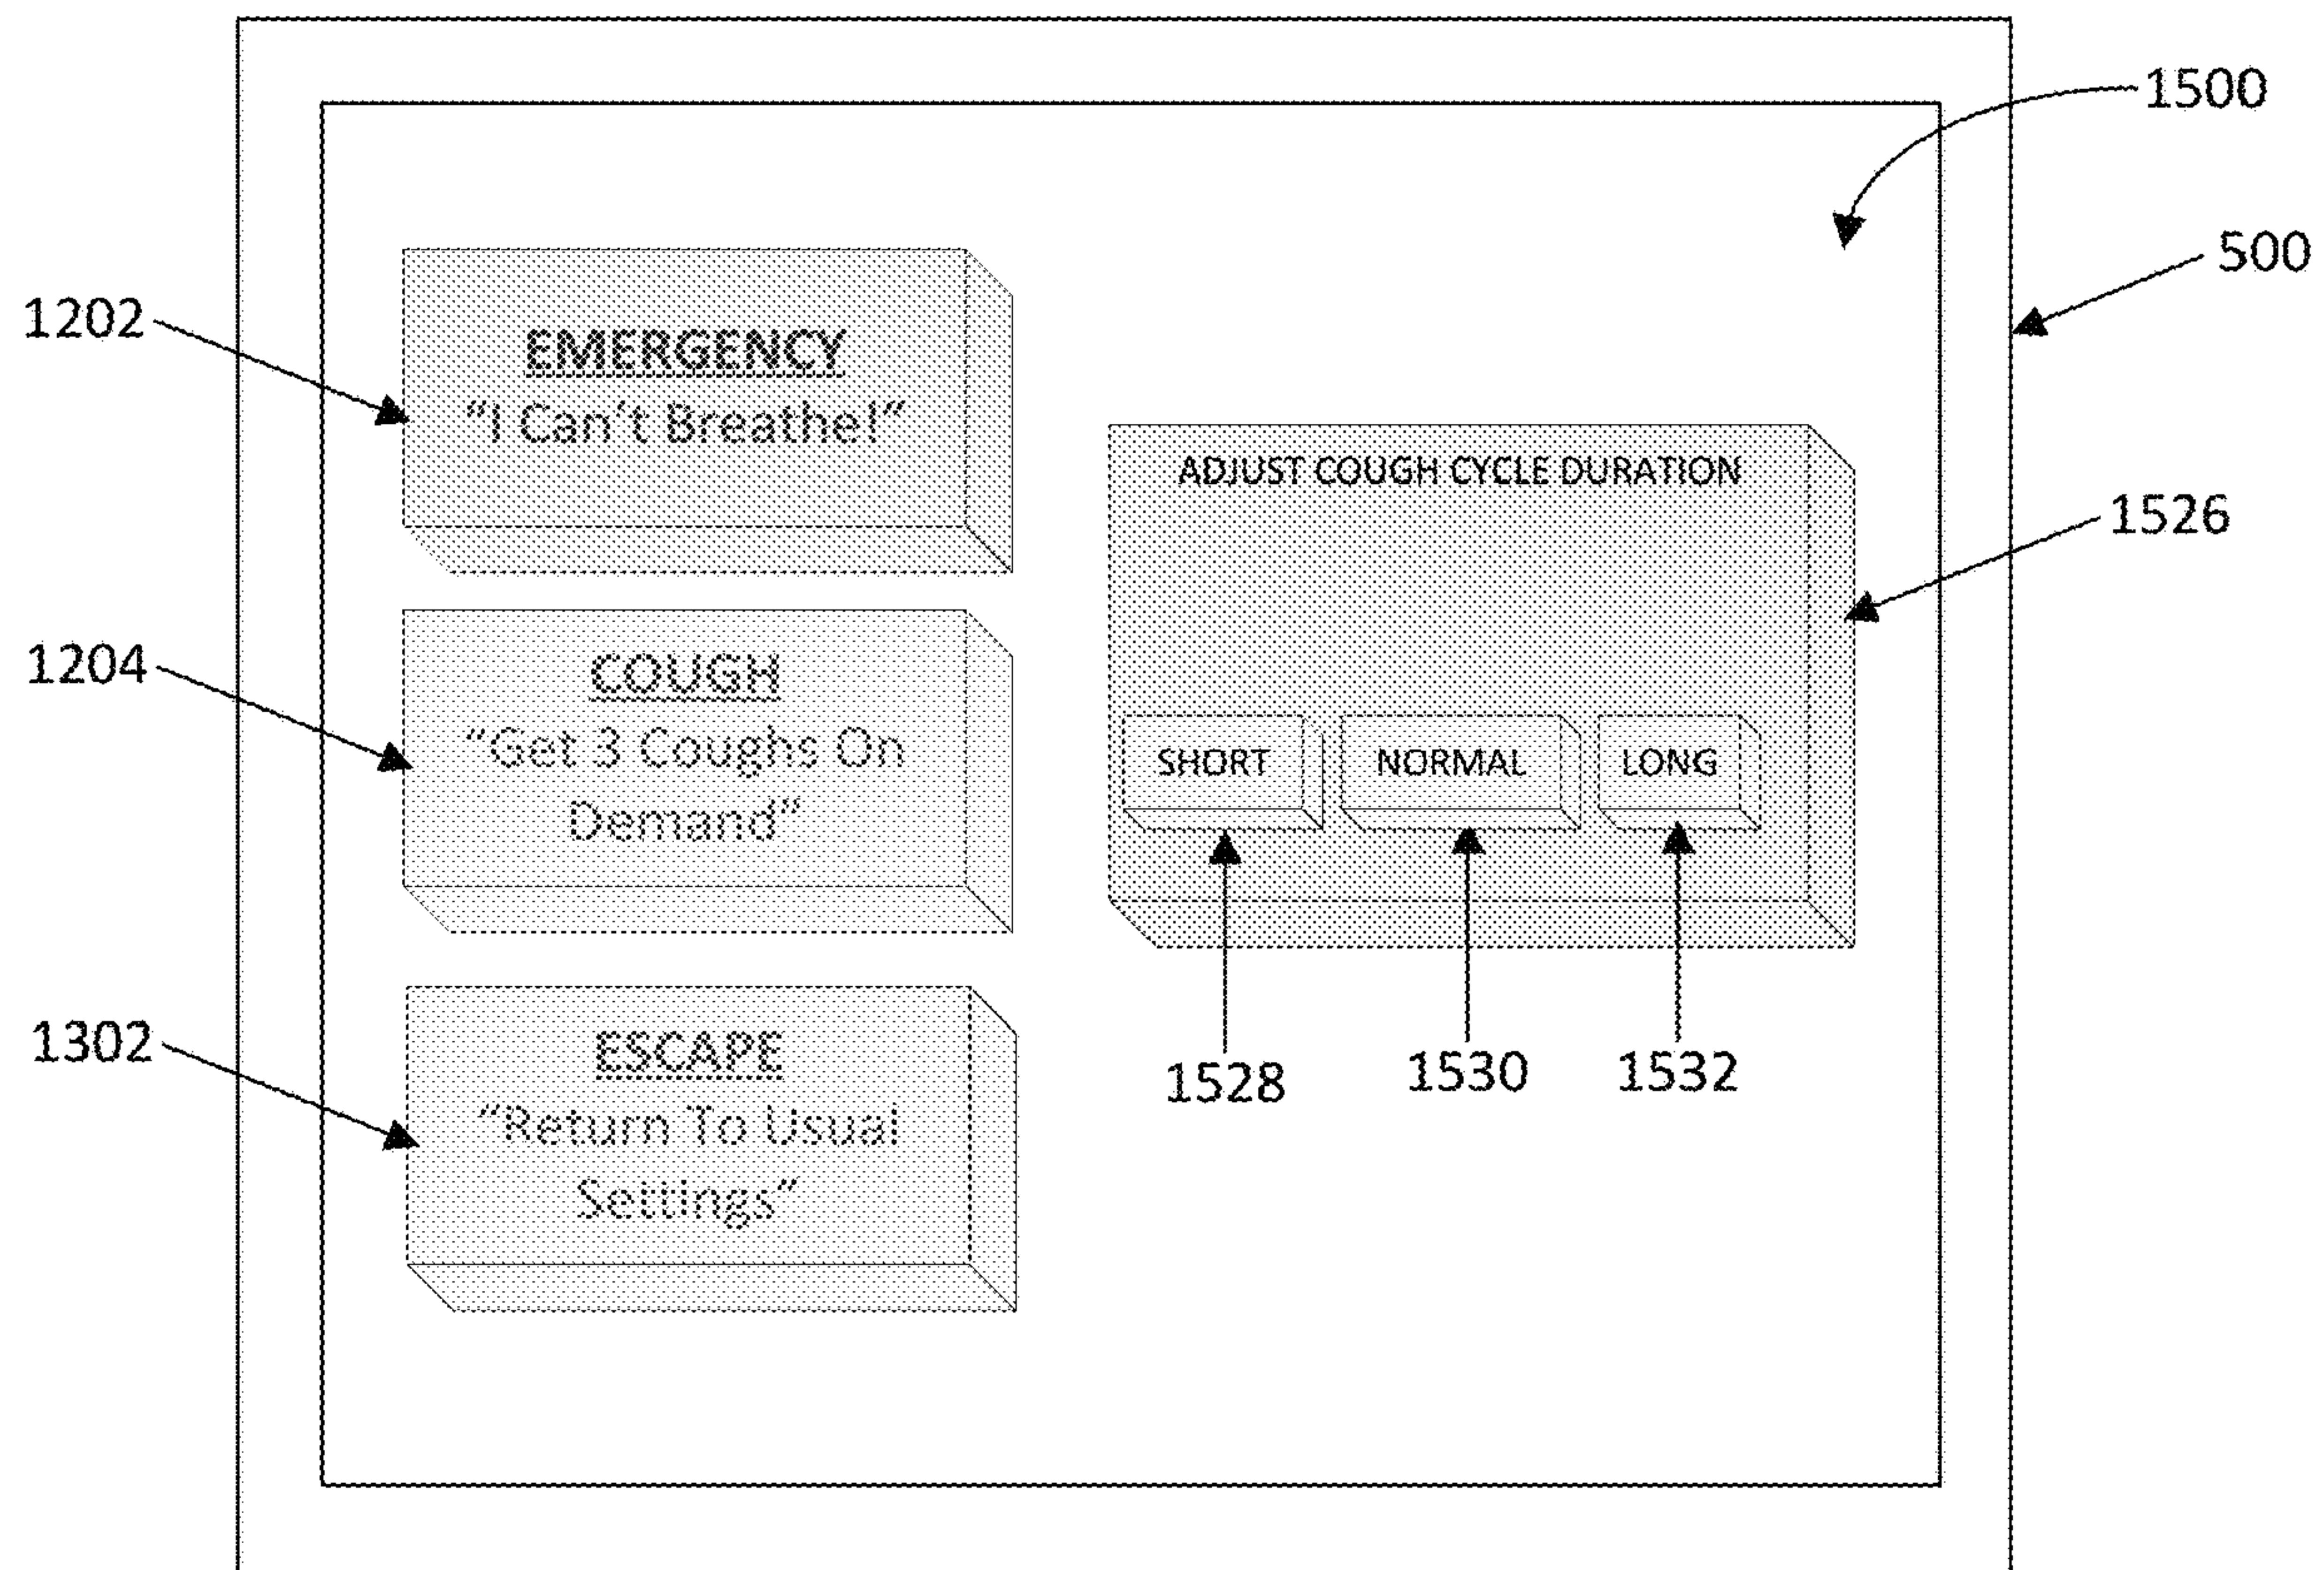 1500
500
1202
EMERGENCY
"I Can't Breathe!"
ADJUST COUGH CYCLE DURATION
1526
1204
COUGH
"Get 3 Coughs On
Demand"
SHORT
NORMAL
LONG
1302
ESCAPE
"Return To Usual
Settings"
1528
1530
1532